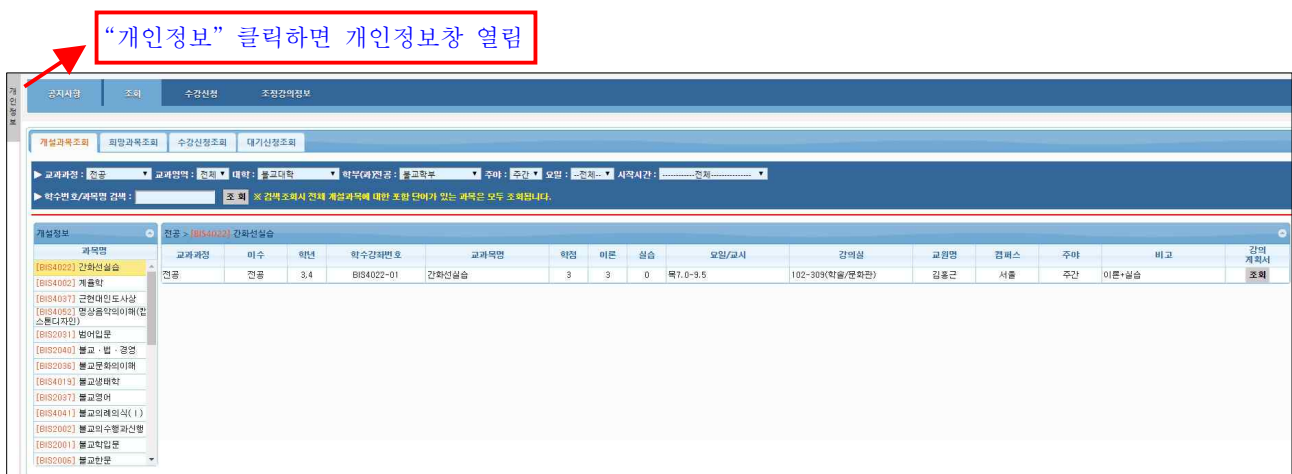 “개인정보” 클릭하면 개인정보창 열림
개인정보
공지사항 조회 수강신청 조정강의정보
개설과목조회 희망과목조회 수강신청조회 대기신청조회
▶ 교과과정 : 전공 ▼ 교과영역 : 전체 ▼ 대학 : 불교대학 ▼ 학부(과)전공 : 불교학부 ▼ 주야 : 주간 ▼ 요일 : --전체-- ▼ 시작시간 : ------------전체--------------- ▼
▶ 학수번호/과목명 검색 : 조 회 ※ 검색조회시 전체 개설과목에 대한 포함 단어가 있는 과목은 모두 조회됩니다.
개설정보
전공 > [BIS4022] 간화선실습
과목명
교과과정 이수 학년 학수강좌번호 교과목명 학점 이론 실습 요일/교시 강의실 교원명 캠퍼스 주야 비고 강의계획서
전공 전공 3,4 BIS4022-01 간화선실습 3 3 0 목7.0-9.5 102-309(학술/문화관) 김홍근 서울 주간 이론+실습 조회
[BIS4022] 간화선실습
[BIS4002] 계율학
[BIS4037] 근현대인도사상
[BIS4052] 명상음악의이해(캡
스톤디자인)
[BIS2031] 범어입문
[BIS2040] 불교 · 법 · 경영
[BIS2036] 불교문화의이해
[BIS4019] 불교생태학
[BIS2037] 불교영어
[BIS4041] 불교의례의식(Ⅰ)
[BIS2002] 불교의수행과신행
[BIS2001] 불교학입문
[BIS2006] 불교한문